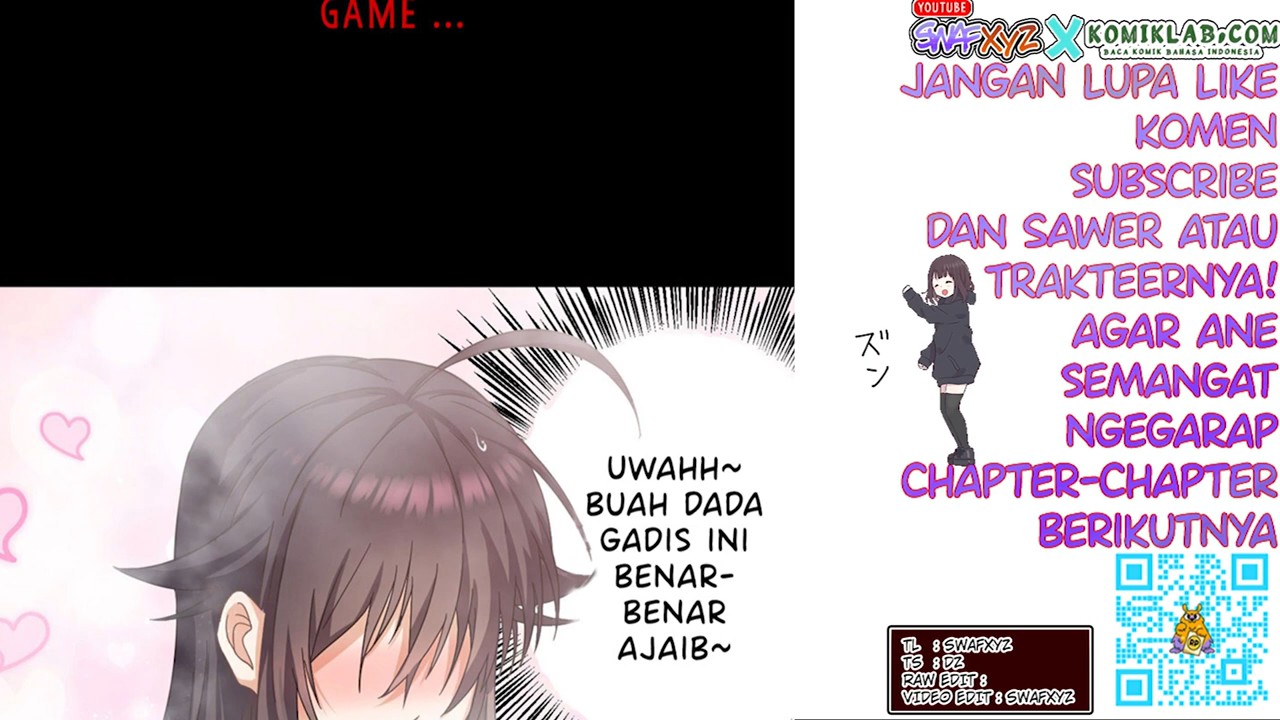 GAME ...
UWAHH~
BUAH DADA
GADIS INI
BENAR-
BENAR
AJAIB~
YOUTUBE
SWAFXYZ X KOMIKLAB.COM
BACA KOMIK BAHASA INDONESIA
JANGAN LUPA LIKE
KOMEN
SUBSCRIBE
DAN SAWER ATAU
TRAKTEERNYA!
AGAR ANE
SEMANGAT
NGEGARAP
CHAPTER-CHAPTER
BERIKUTNYA
ズン
TL : SWAFXYZ
TS : DZ
RAW EDIT :
VIDEO EDIT : SWAFXYZ